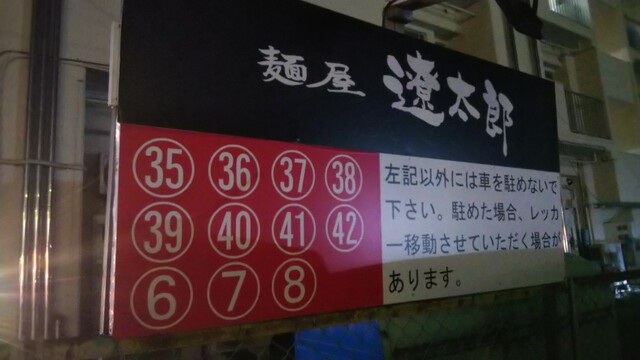 麺屋 遼太郎
㉟ ㊱ ㊲ ㊳
㊴ ㊵ ㊶ ㊷
⑥ ⑦ ⑧
左記以外には車を駐めないで
下さい。駐めた場合、レッカ
ー移動させていただく場合が
あります。